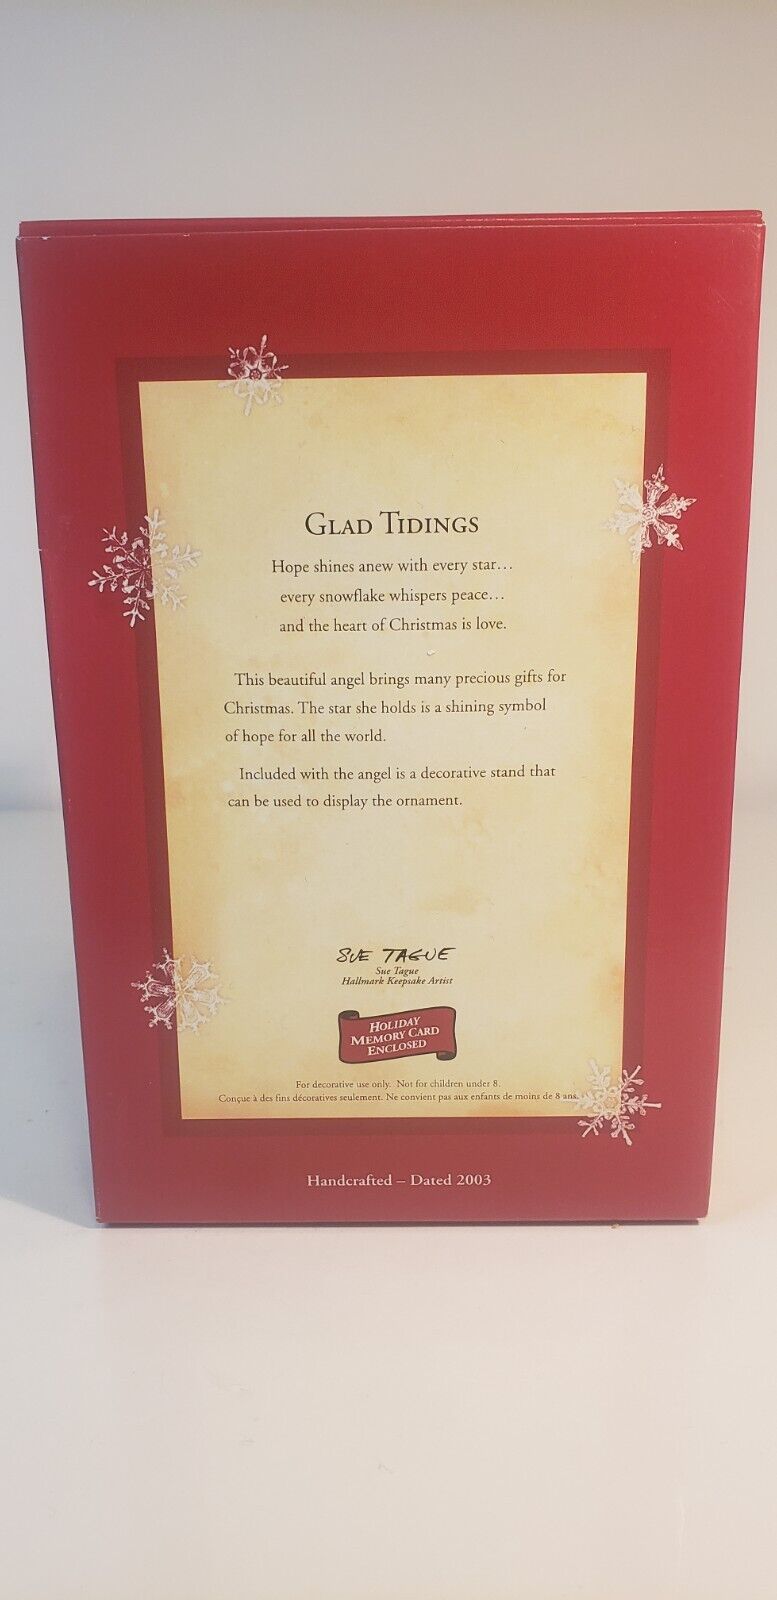 GLAD TIDINGS
Hope shines anew with every star...
every snowflake whispers peace...
and the heart of Christmas is love.
This beautiful angel brings many precious gifts for
Christmas. The star she holds is a shining symbol
of hope for all the world.
Included with the angel is a decorative stand that
can be used to display the ornament.
SUE TAGUE
Sue Tague
Hallmark Keepsake Artist
HOLIDAY
MEMORY CARD
ENCLOSED
For decorative use only. Not for children under 8.
Conçue à des fins décoratives seulement. Ne convient pas aux enfants de moins de 8 ans.
Handcrafted – Dated 2003